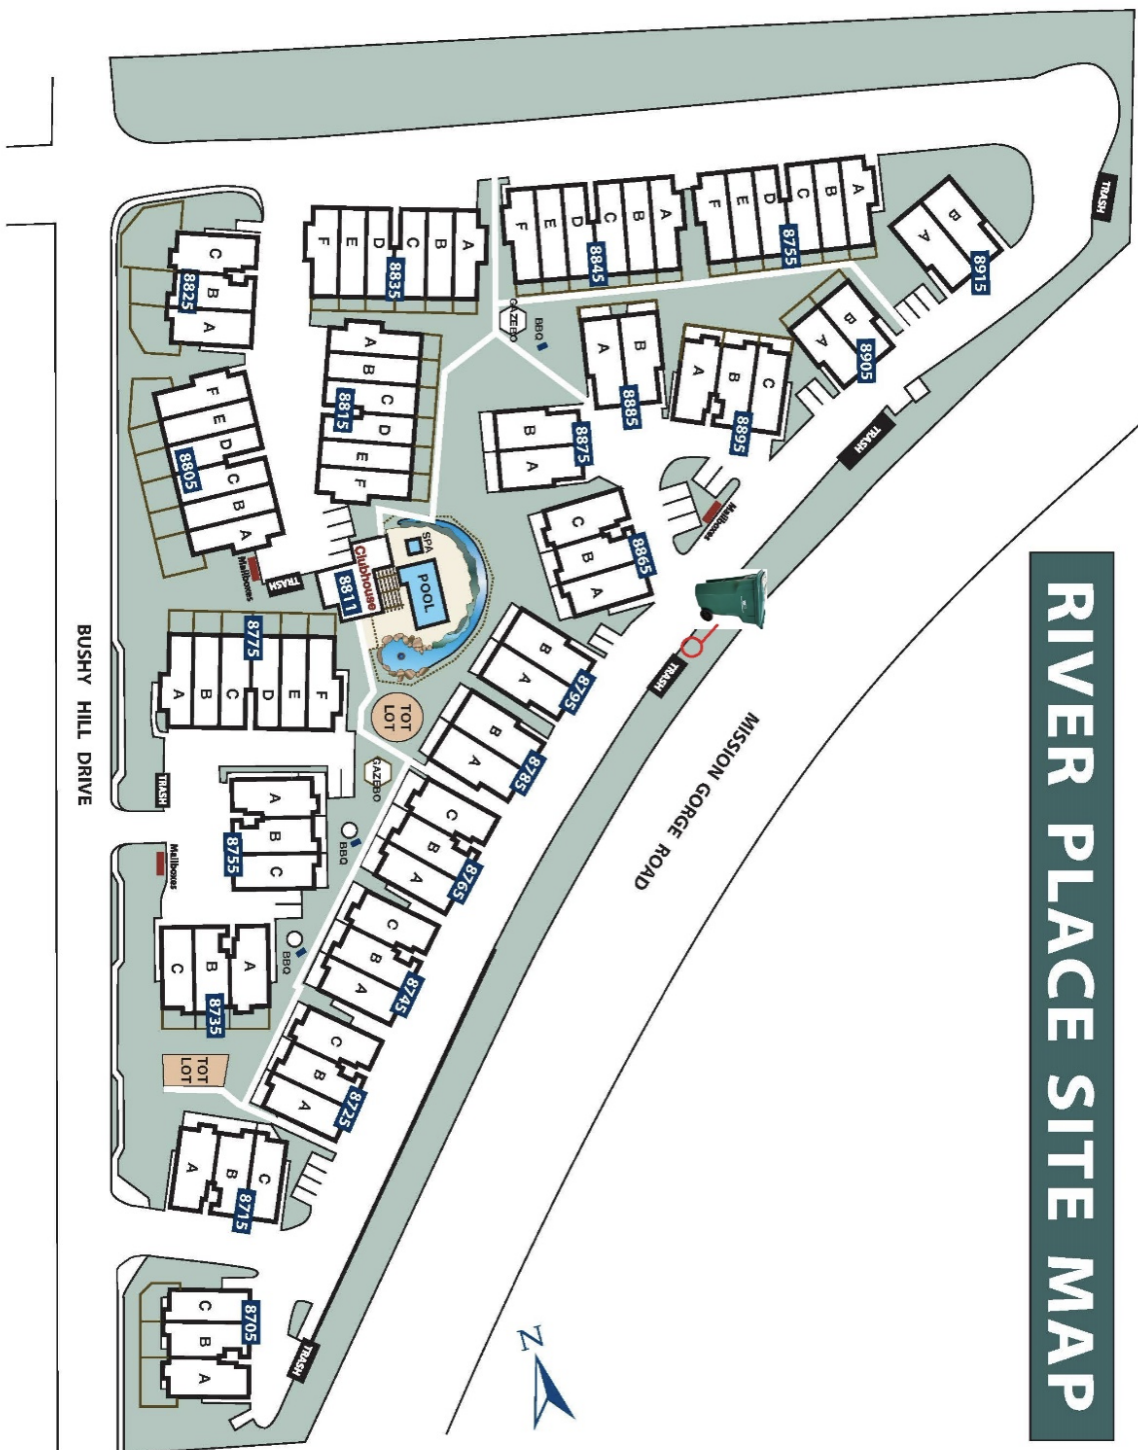 RIVER PLACE SITE MAP
MISSION GORGE ROAD
BUSHY HILL DRIVE
TRASH
8915
B
A
8755
A
B
C
D
E
F
8845
A
B
C
D
E
F
8835
A
B
C
D
E
F
8825
C
B
A
8905
B
A
TRASH
8895
C
B
A
8885
B
A
GAZEBO
BBQ
8875
B
A
Mailboxes
8865
C
B
A
8815
A
B
C
D
E
F
8805
F
E
D
C
B
A
Mailboxes
TRASH
Clubhouse
8811
SPA
POOL
TRASH
8795
B
A
8785
B
A
TOT
LOT
GAZEBO
8775
F
E
D
C
B
A
TRASH
8765
C
B
A
BBQ
8755
A
B
C
Mailboxes
8745
C
B
A
BBQ
8735
A
B
C
8725
C
B
A
TOT
LOT
8715
C
B
A
8705
C
B
A
TRASH
N